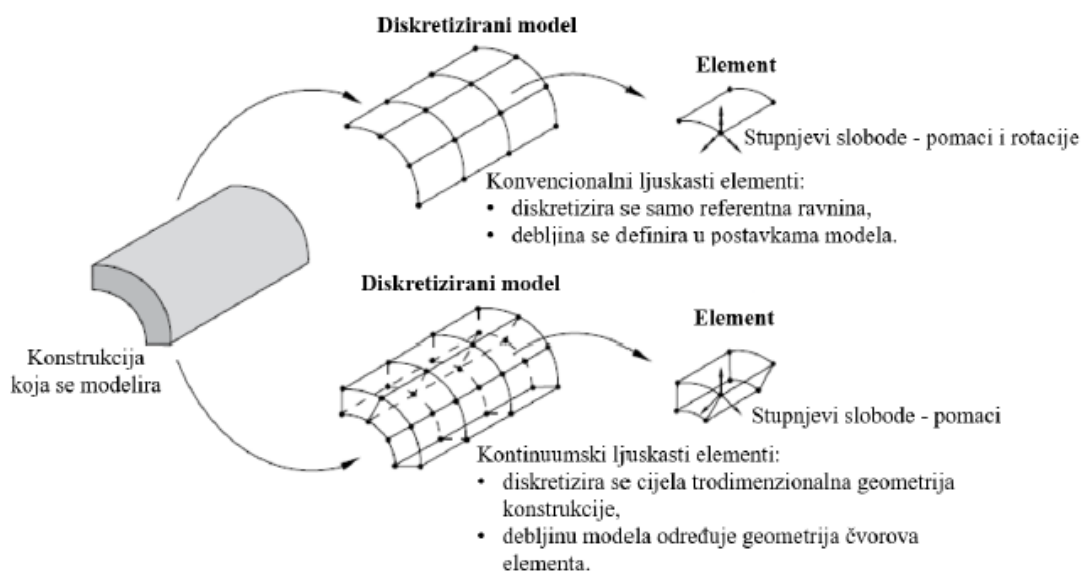 Diskretizirani model
Element
Stupnjevi slobode - pomaci i rotacije
Konvencionalni ljuskasti elementi:
• diskretizira se samo referentna ravnina,
• debljina se definira u postavkama modela.
Konstrukcija
koja se modelira
Diskretizirani model
Element
Stupnjevi slobode - pomaci
Kontinuumski ljuskasti elementi:
• diskretizira se cijela trodimenzionalna geometrija
konstrukcije,
• debljinu modela određuje geometrija čvorova
elementa.